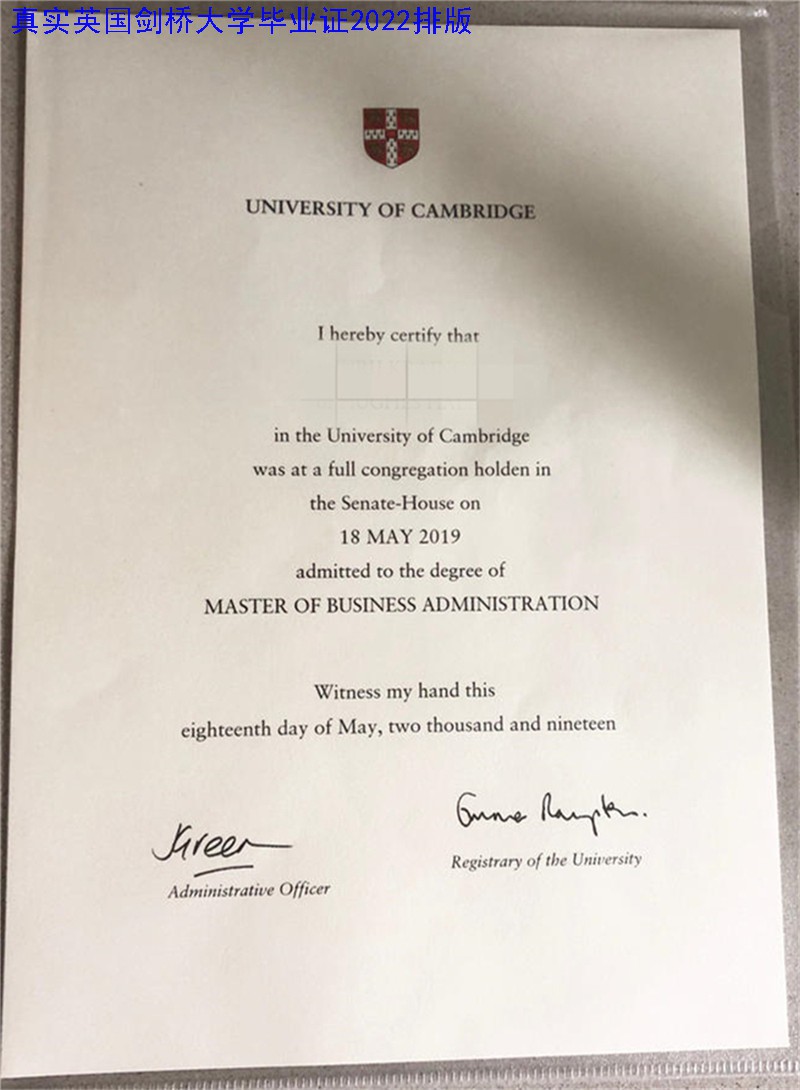 真实英国剑桥大学毕业证2022排版
UNIVERSITY OF CAMBRIDGE
I hereby certify that
in the University of Cambridge
was at a full congregation holden in
the Senate-House on
18 MAY 2019
admitted to the degree of
MASTER OF BUSINESS ADMINISTRATION
Witness my hand this
eighteenth day of May, two thousand and nineteen
Administrative Officer
Registrary of the University